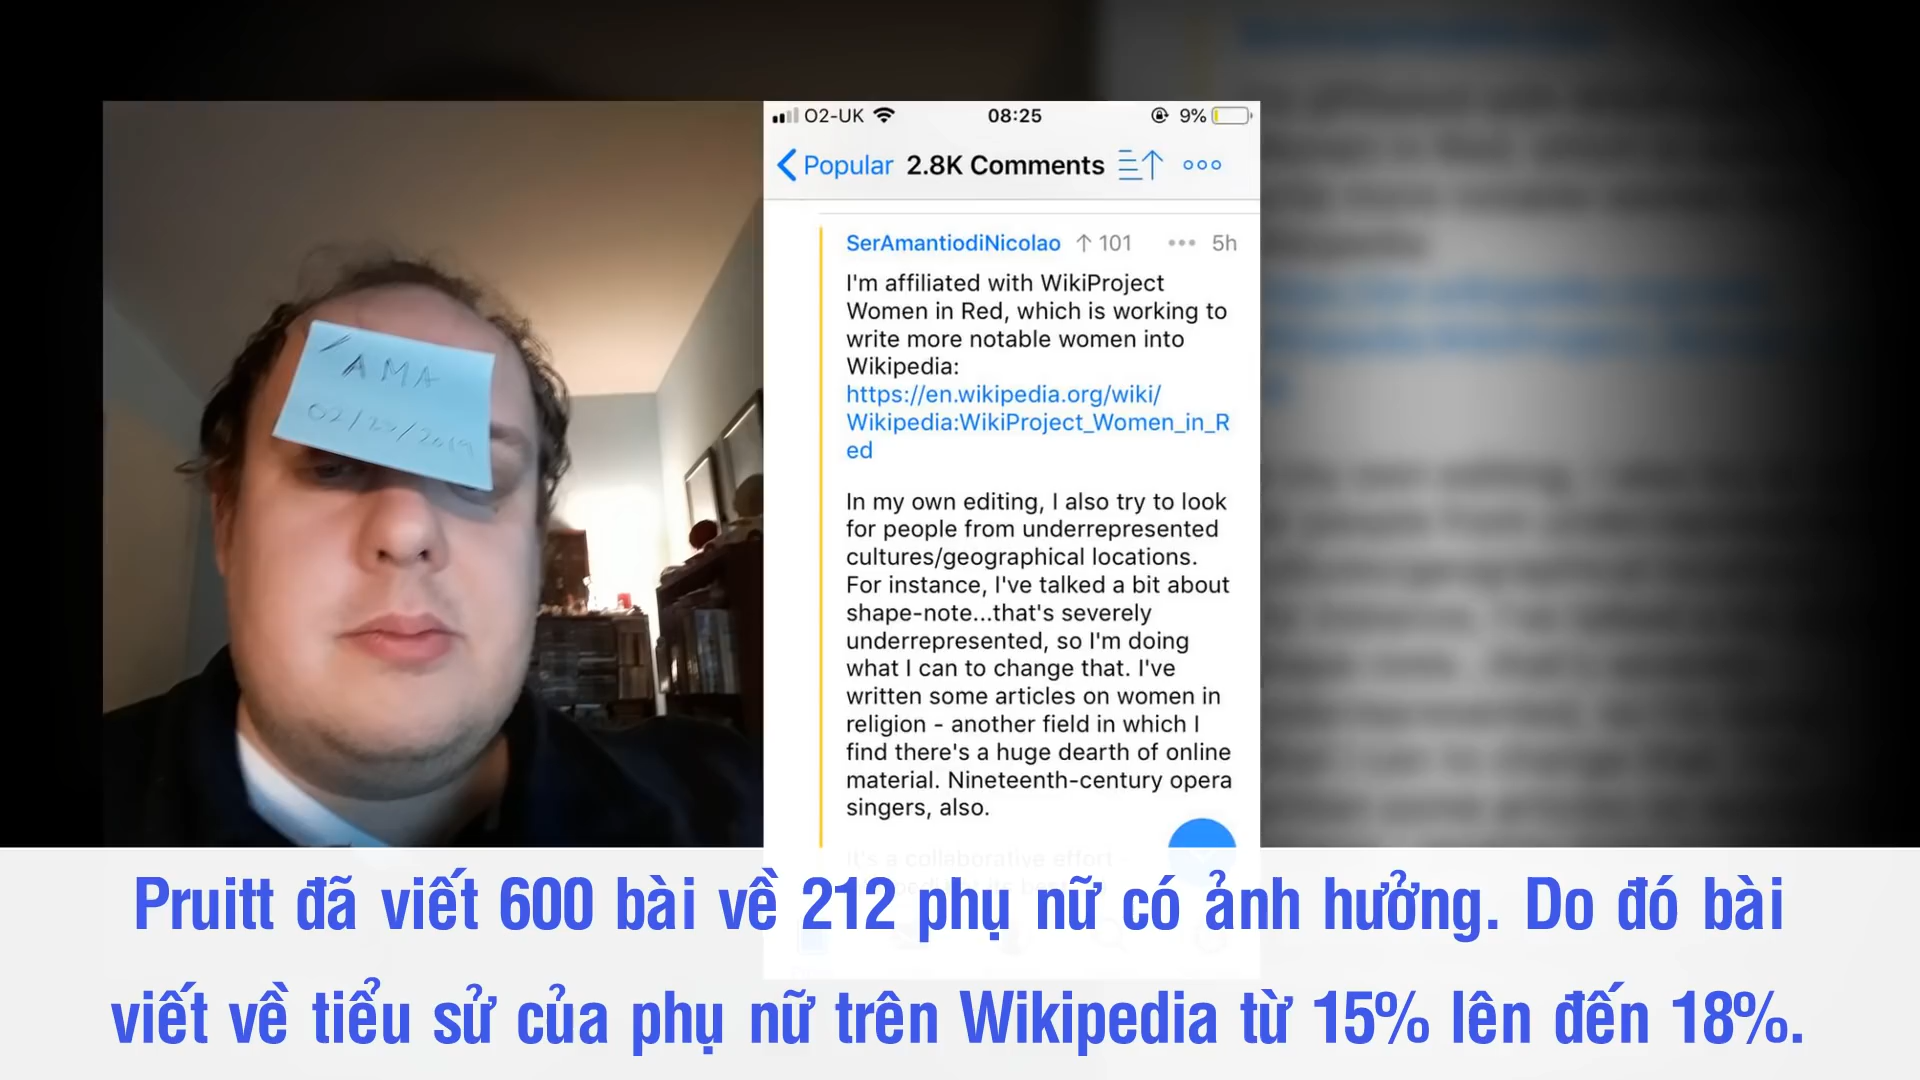 /AMA
02/25/2019
O2-UK 08:25 9%
Popular 2.8K Comments
SerAmantiodiNicolao 101 ••• 5h
I'm affiliated with WikiProject
Women in Red, which is working to
write more notable women into
Wikipedia:
https://en.wikipedia.org/wiki/
Wikipedia:WikiProject_Women_in_R
ed
In my own editing, I also try to look
for people from underrepresented
cultures/geographical locations.
For instance, I've talked a bit about
shape-note...that's severely
underrepresented, so I'm doing
what I can to change that. I've
written some articles on women in
religion - another field in which I
find there's a huge dearth of online
material. Nineteenth-century opera
singers, also.
It's a collaborative effort
Pruitt đã viết 600 bài về 212 phụ nữ có ảnh hưởng. Do đó bài
viết về tiểu sử của phụ nữ trên Wikipedia từ 15% lên đến 18%.